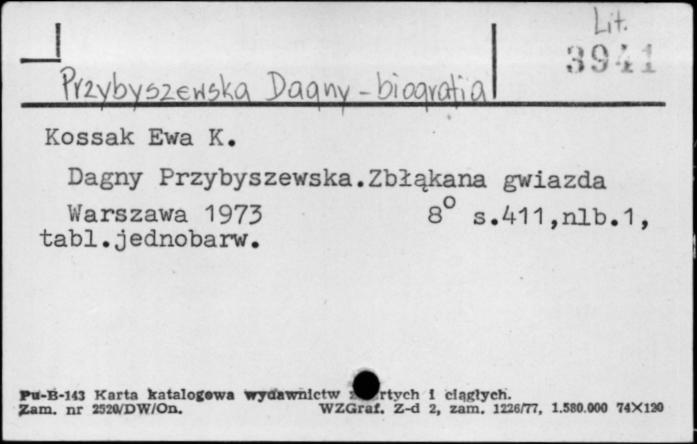 Lit.
3941
Przybyszewska Dagny - biografia
Kossak Ewa K.
Dagny Przybyszewska.Zbłąkana gwiazda
Warszawa 1973 8° s.411,nlb.1,
tabl.jednobarw.
Pu-B-143 Karta katalogowa wydawnictw i ciągłych.
Zam. nr 2520/DW/On. WZGraf. Z-d 2, zam. 1226/77, 1.580.000 74X120